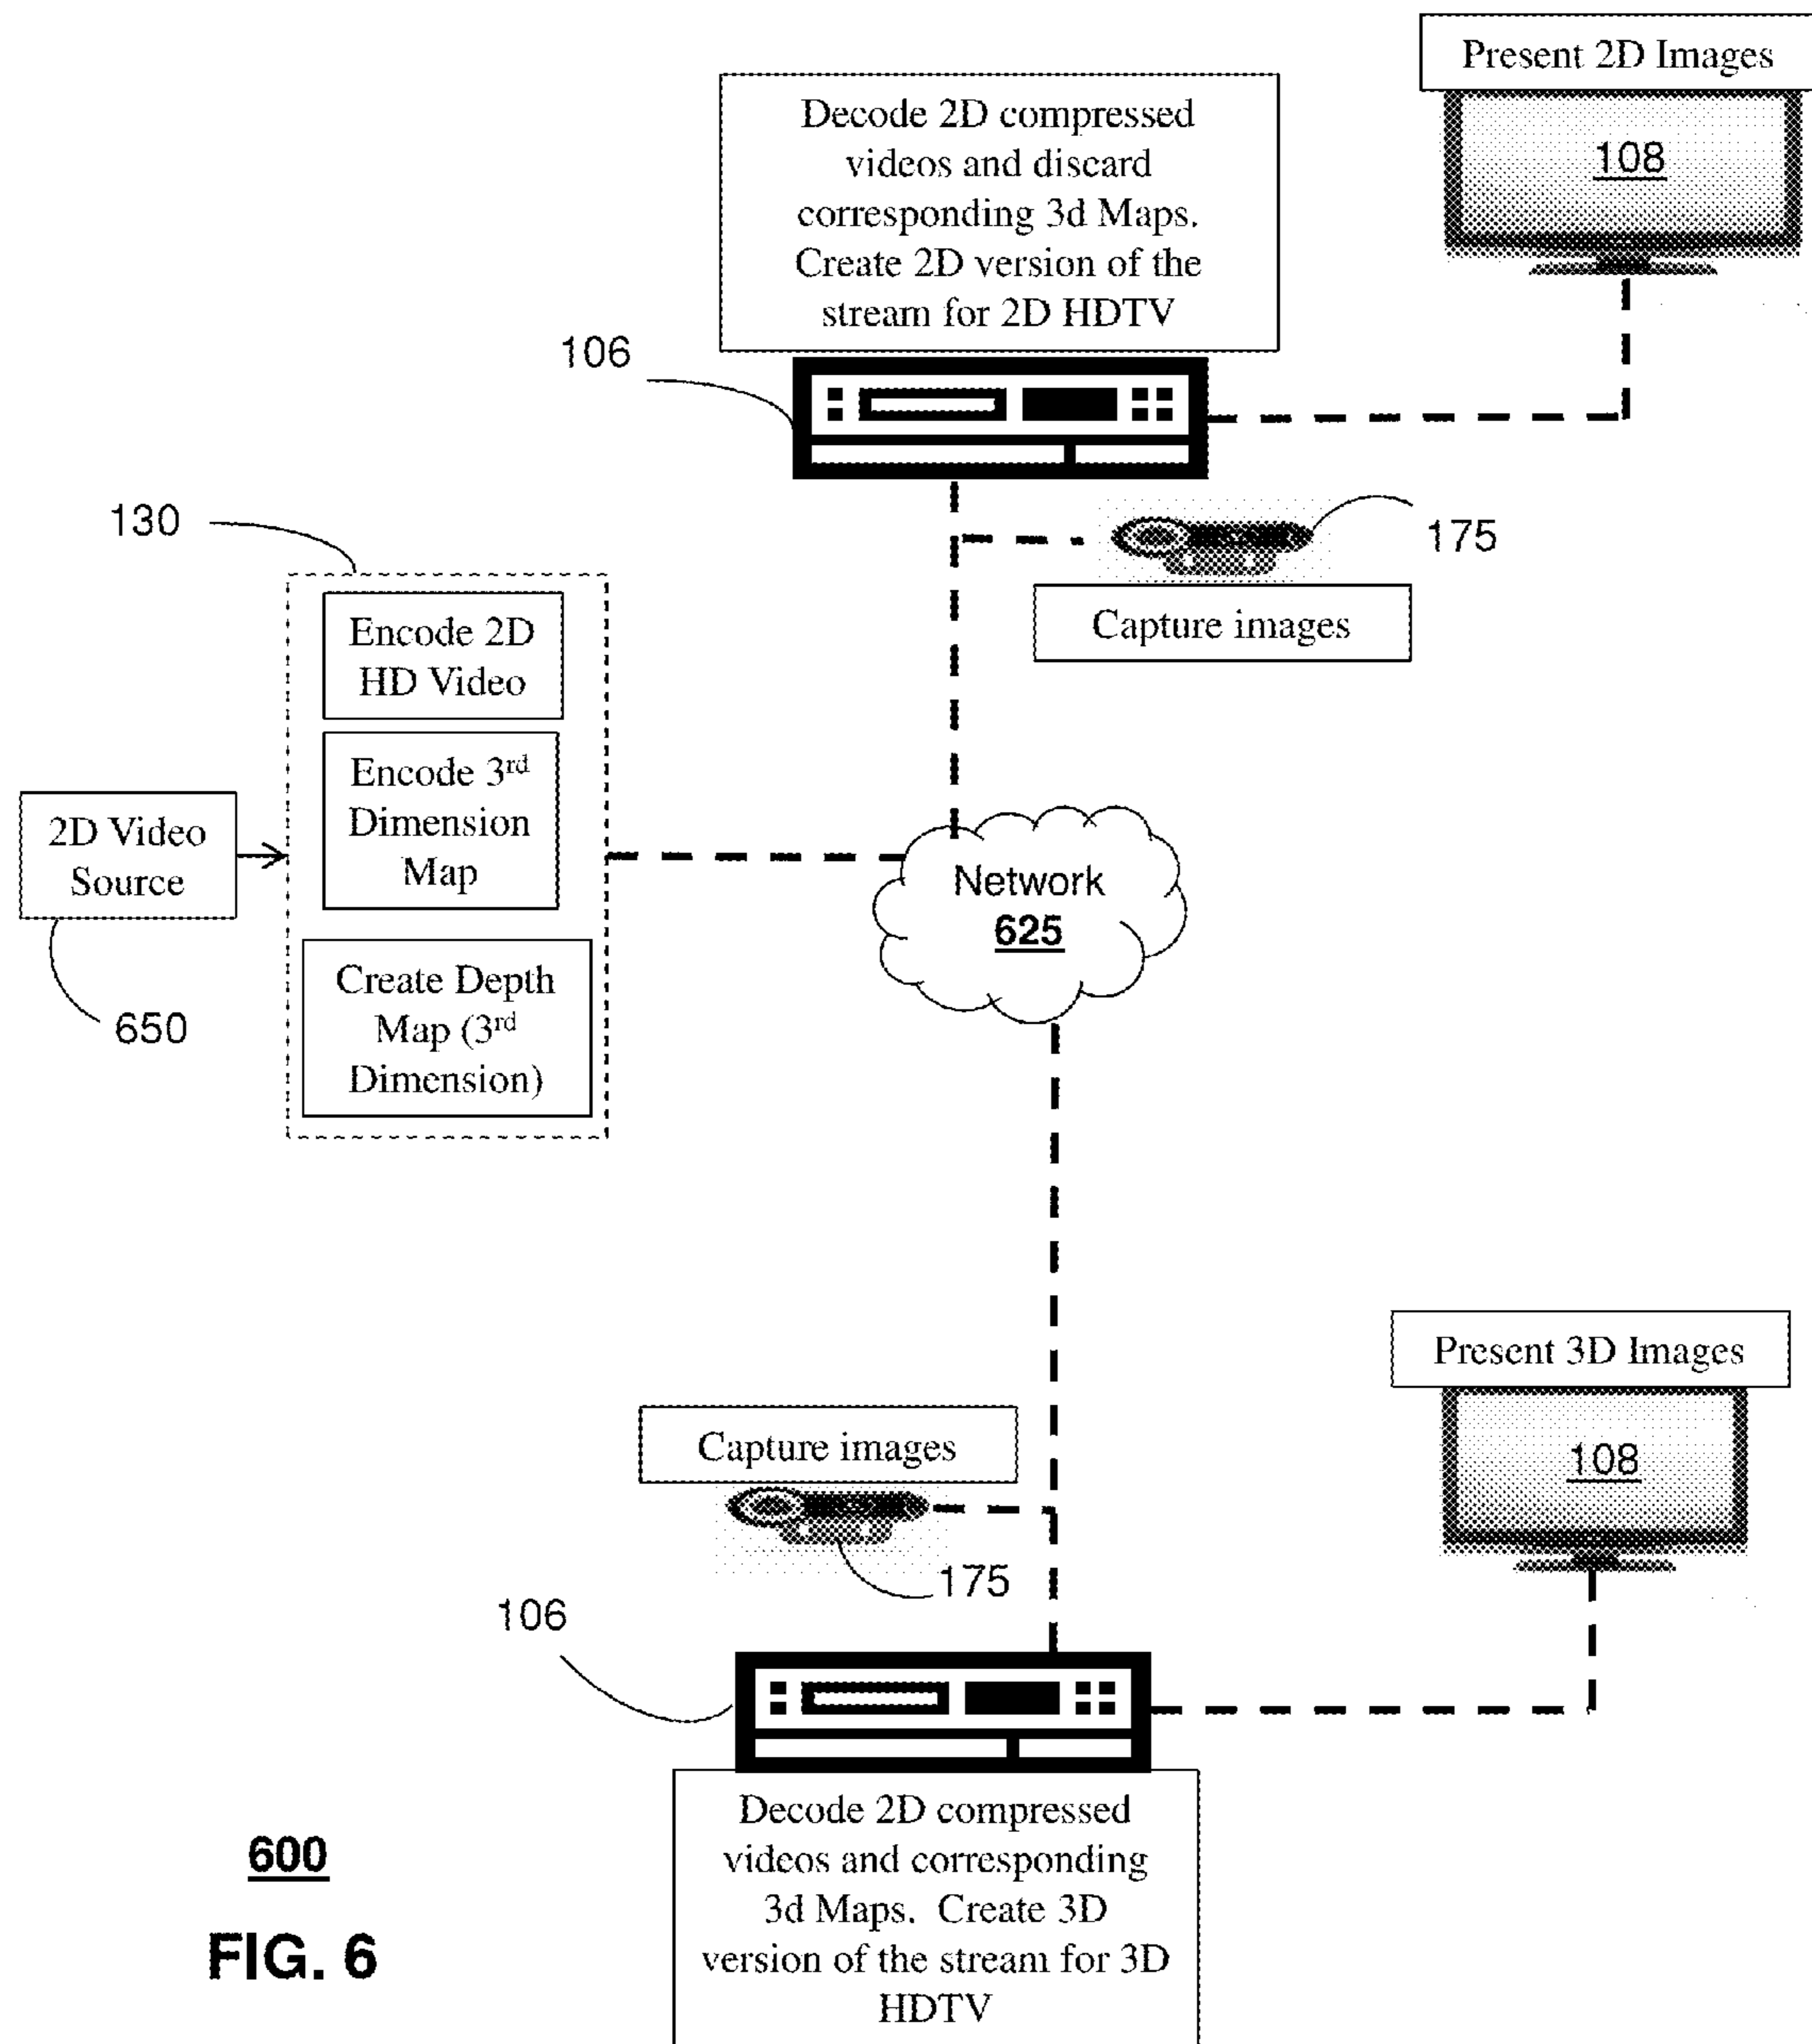 Present 2D Images
108
Decode 2D compressed
videos and discard
corresponding 3d Maps.
Create 2D version of the
stream for 2D HDTV
106
175
Capture images
130
Encode 2D
HD Video
Encode 3rd
Dimension
Map
Create Depth
Map (3rd
Dimension)
2D Video
Source
650
Network
625
Present 3D Images
108
Capture images
175
106
Decode 2D compressed
videos and corresponding
3d Maps. Create 3D
version of the stream for 3D
HDTV
600
FIG. 6